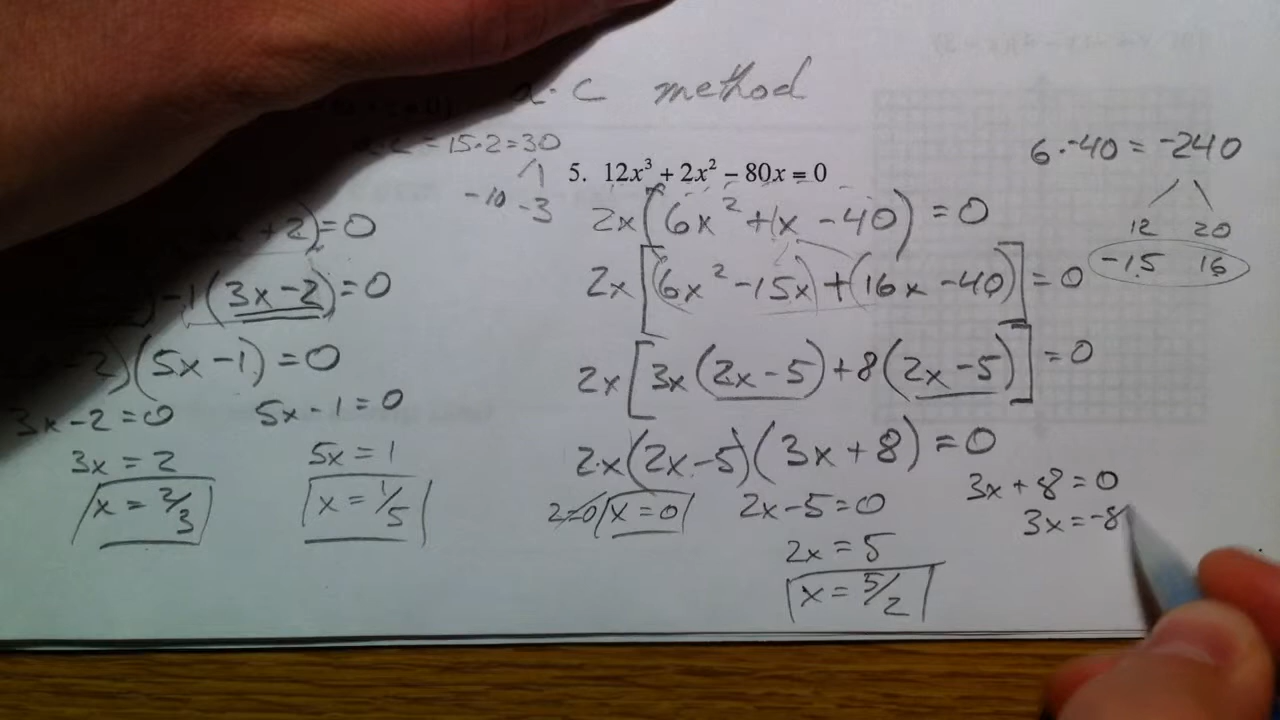 a·c method
= 15·2=30
-10 -3
+2)=0
-1(3x-2)=0
)(5x-1)=0
3x-2=0 5x-1=0
3x=2 5x=1
x=2/3 x=1/5
5. 12x³ + 2x² − 80x = 0
2x(6x²+1x-40)=0
2x[(6x²-15x)+(16x-40)]=0
2x[3x(2x-5)+8(2x-5)]=0
2x(2x-5)(3x+8)=0
2=0 x=0 2x-5=0 3x+8=0
2x=5 3x=-8
x=5/2
6·-40=-240
12 20
-15 16